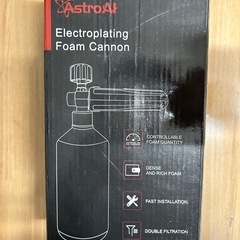 AstroAI
Electroplating
Foam Cannon
CONTROLLABLE
FOAM QUANTITY
DENSE
AND RICH FOAM
FAST INSTALLATION
DOUBLE FILTRATION